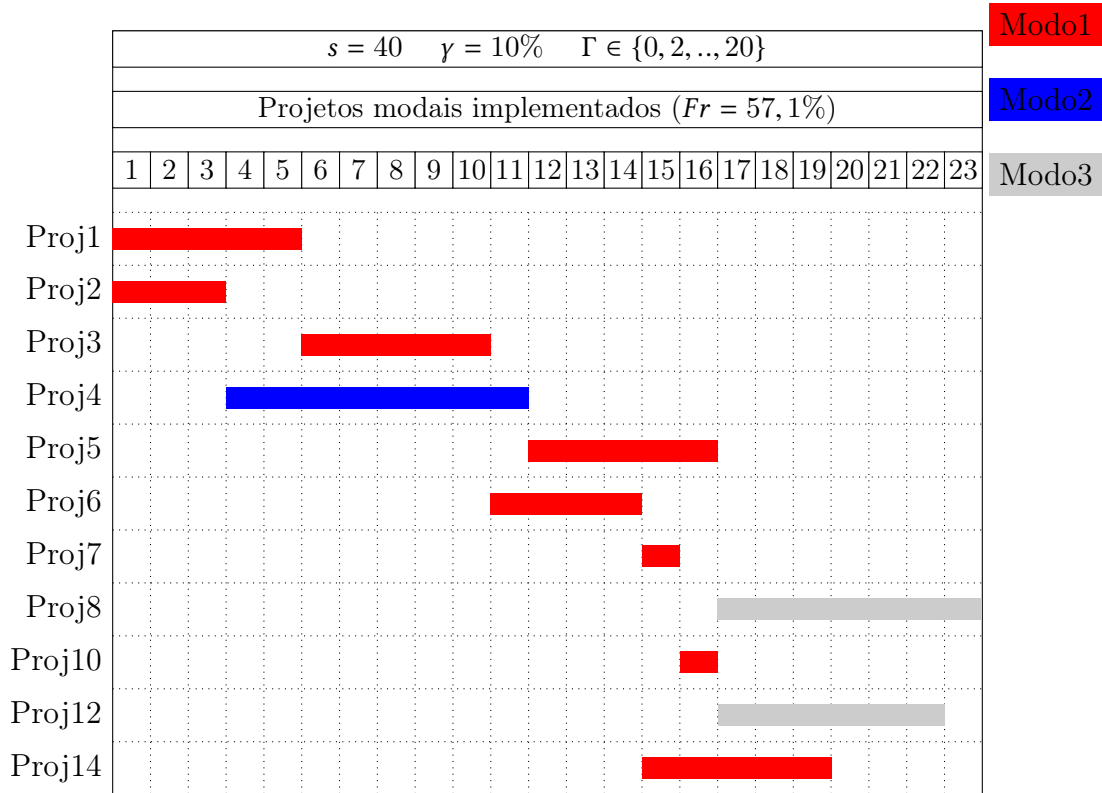 s = 40 γ = 10% Γ ∈ {0, 2, .., 20}
Projetos modais implementados (Fr = 57, 1%)
1 2 3 4 5 6 7 8 9 10 11 12 13 14 15 16 17 18 19 20 21 22 23
Modo1
Modo2
Modo3
Proj1
Proj2
Proj3
Proj4
Proj5
Proj6
Proj7
Proj8
Proj10
Proj12
Proj14